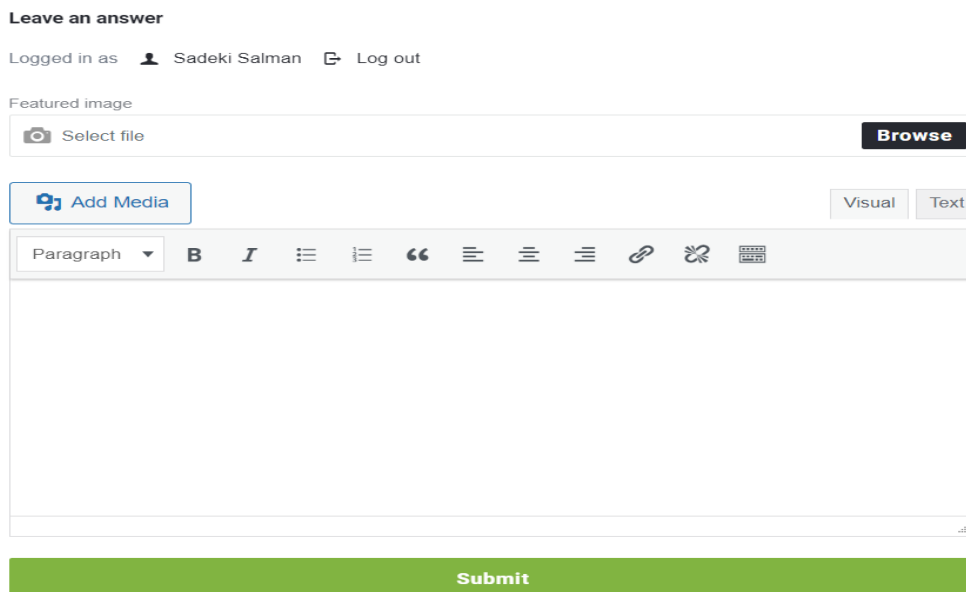 Leave an answer
Logged in as Sadeki Salman Log out
Featured image
Select file Browse
Add Media Visual Text
Paragraph B I
Submit